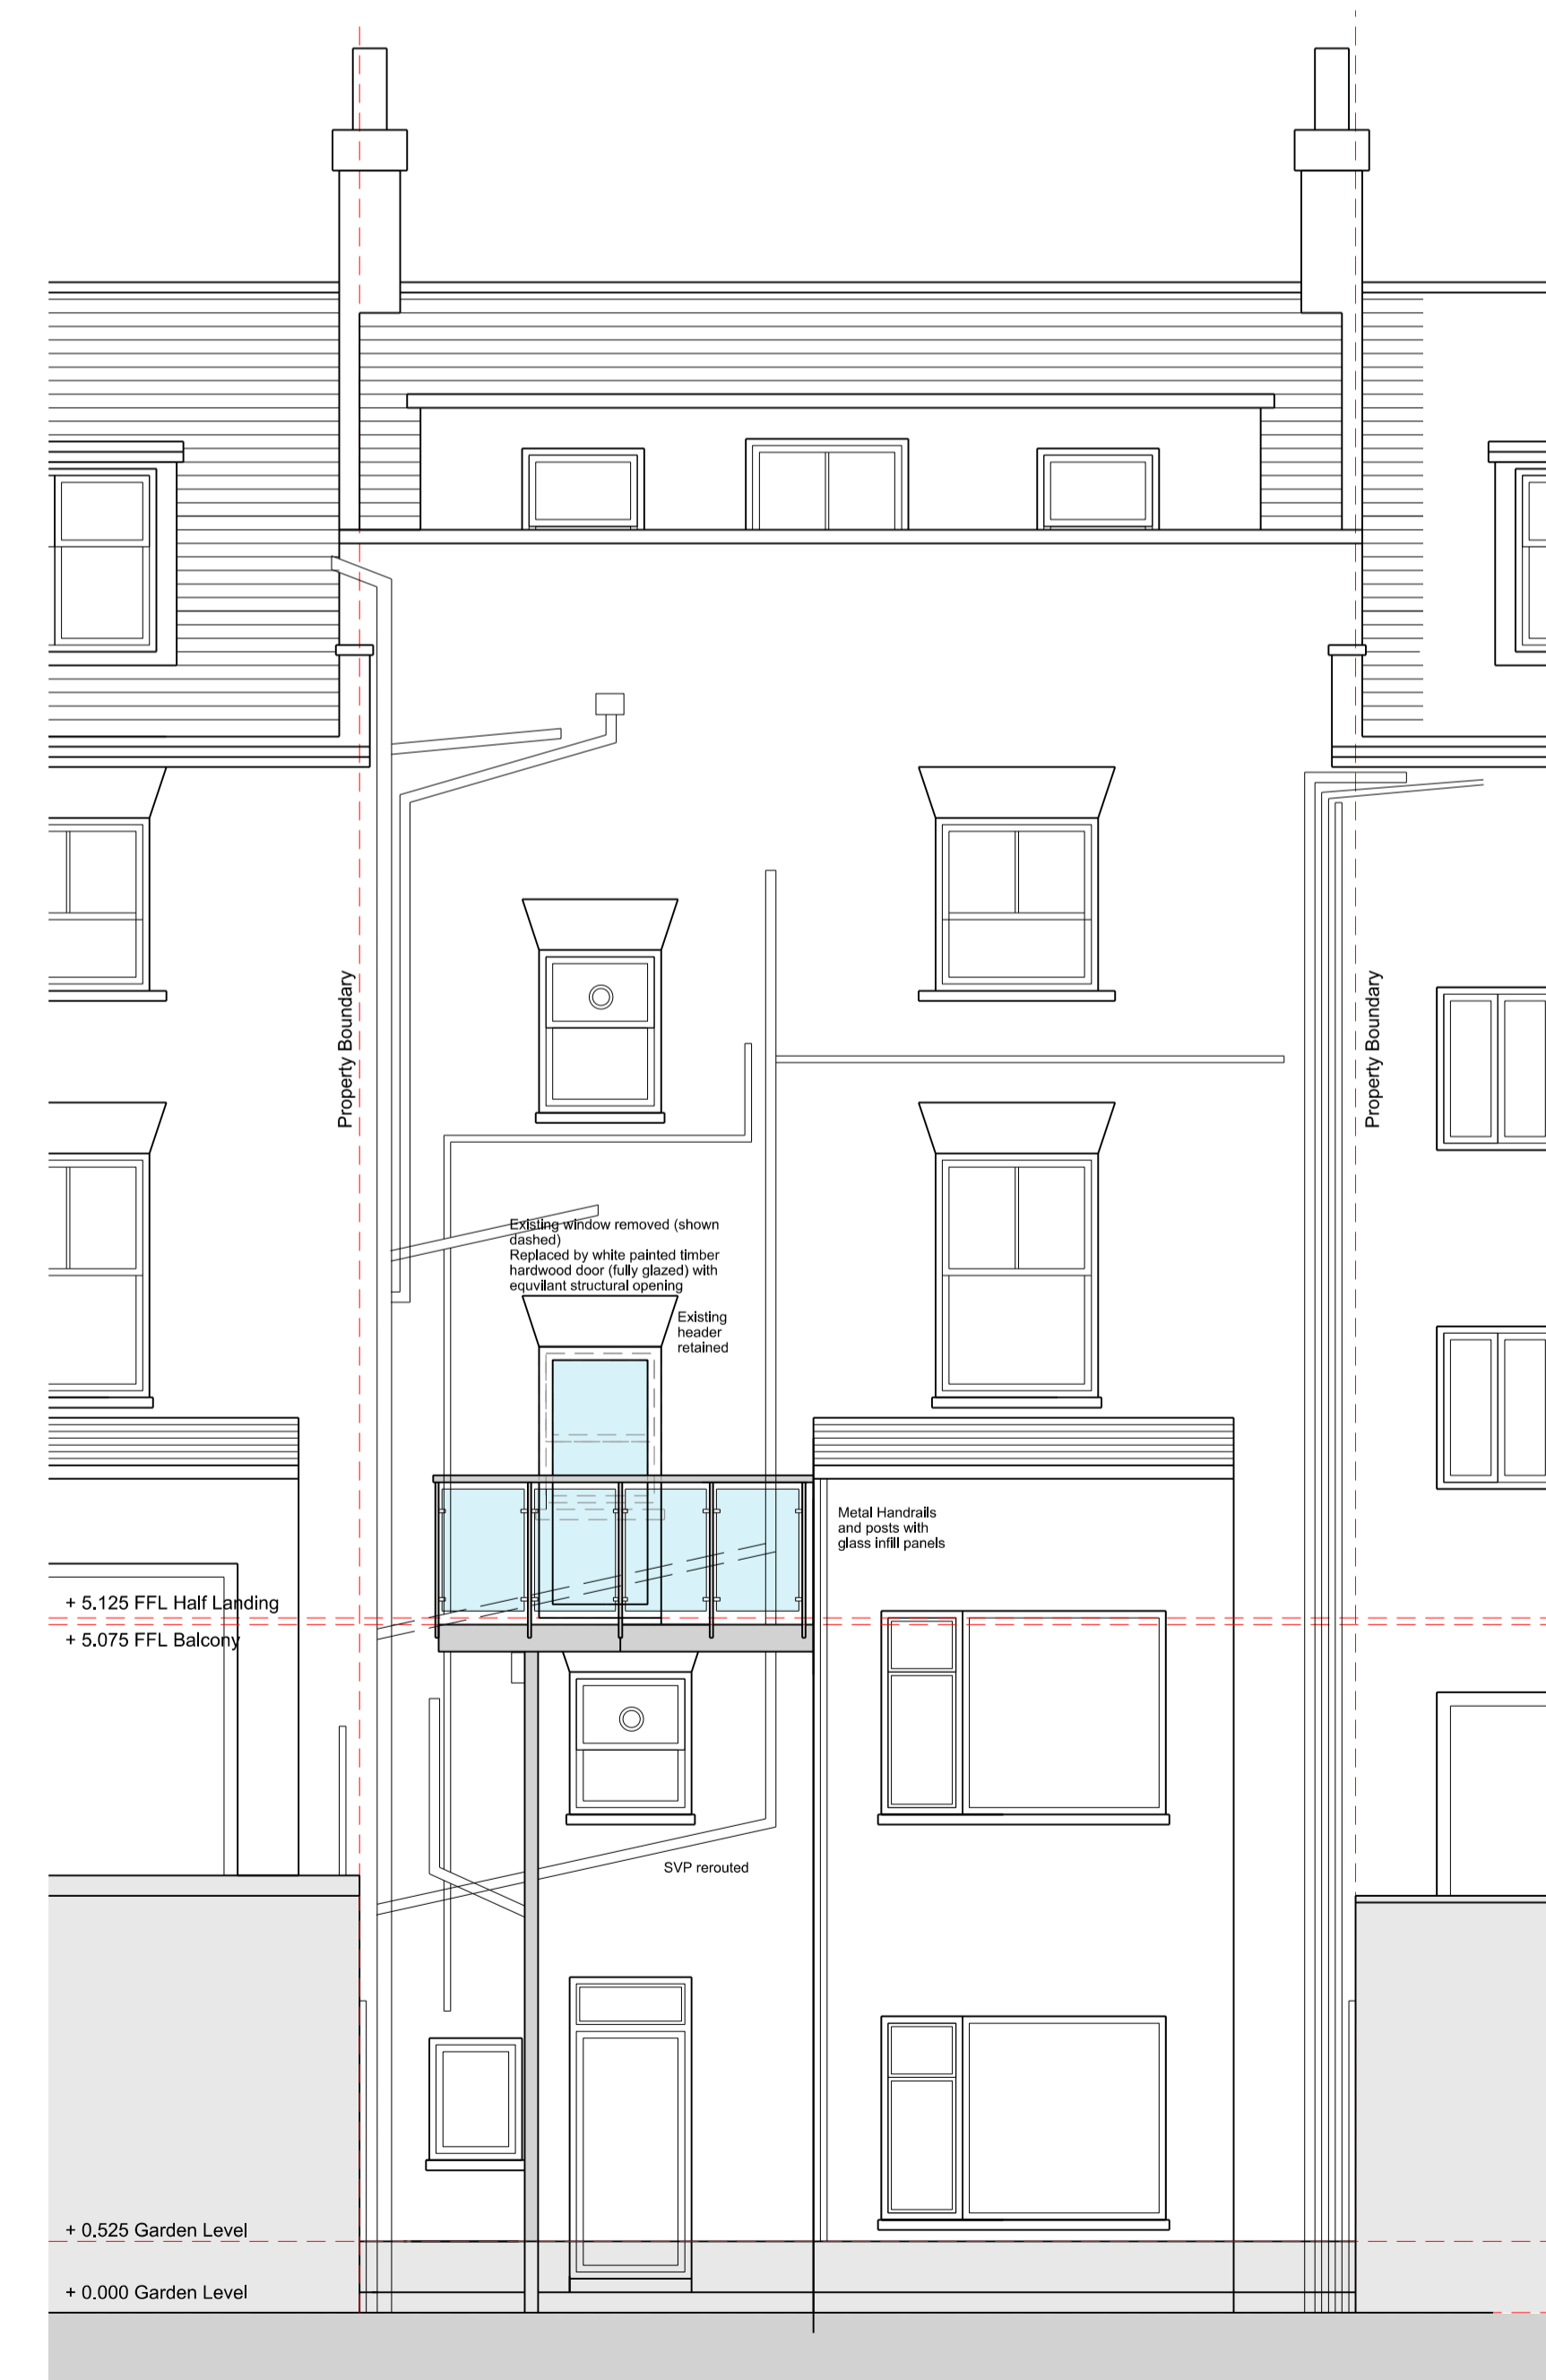 Property Boundary
Property Boundary
Existing window removed (shown
dashed)
Replaced by white painted timber
hardwood door (fully glazed) with
equvilant structural opening
Existing
header
retained
Metal Handrails
and posts with
glass infill panels
+ 5.125 FFL Half Landing
+ 5.075 FFL Balcony
SVP rerouted
+ 0.525 Garden Level
+ 0.000 Garden Level